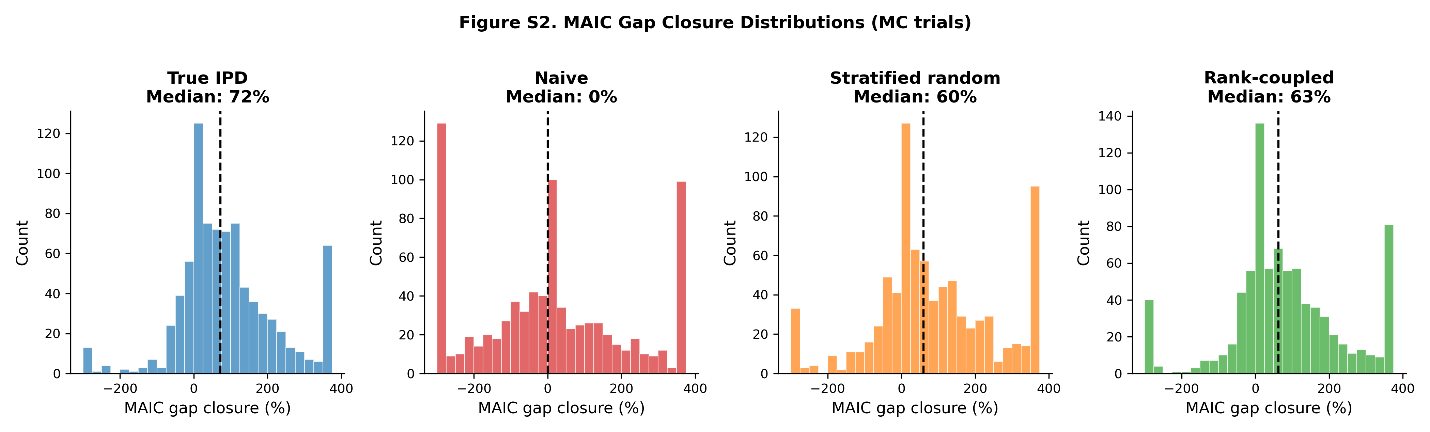 Figure S2. MAIC Gap Closure Distributions (MC trials)
True IPD
Median: 72%
Count
0
20
40
60
80
100
120
−200
0
200
400
MAIC gap closure (%)
Naive
Median: 0%
Count
0
20
40
60
80
100
120
−200
0
200
400
MAIC gap closure (%)
Stratified random
Median: 60%
Count
0
20
40
60
80
100
120
−200
0
200
400
MAIC gap closure (%)
Rank-coupled
Median: 63%
Count
0
20
40
60
80
100
120
140
−200
0
200
400
MAIC gap closure (%)